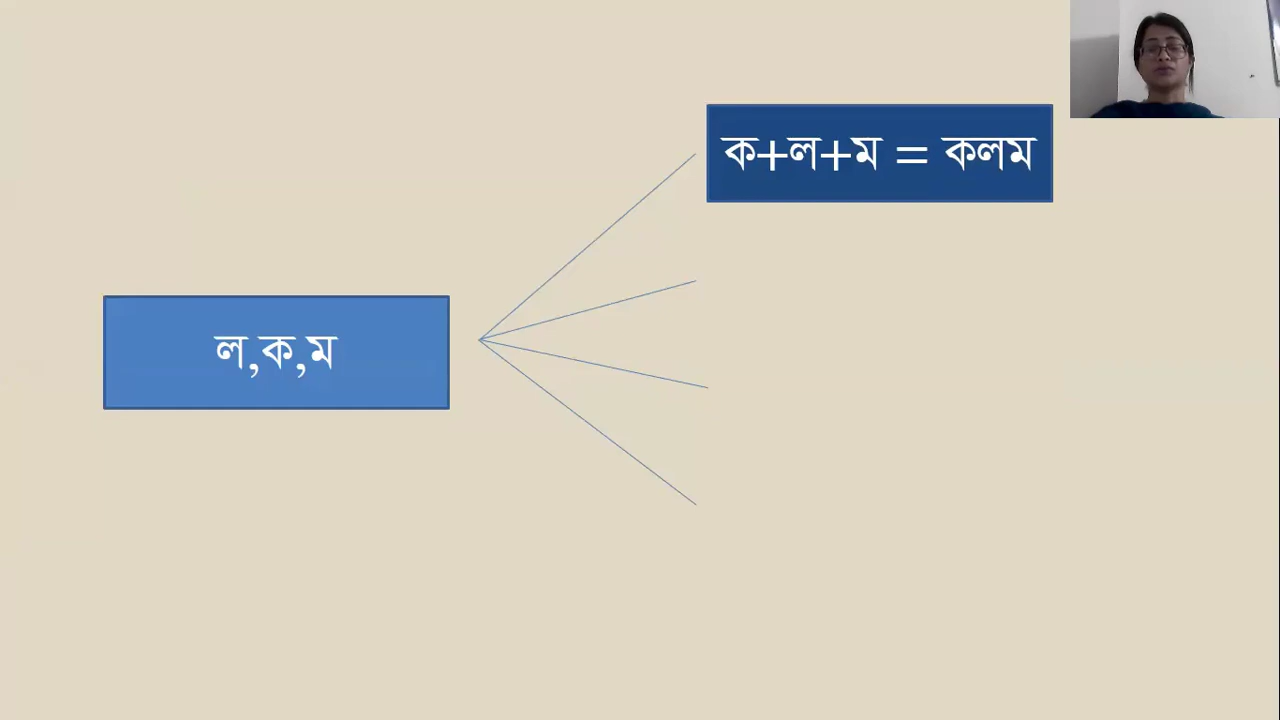 ক+ল+ম = কলম
ল,ক,ম